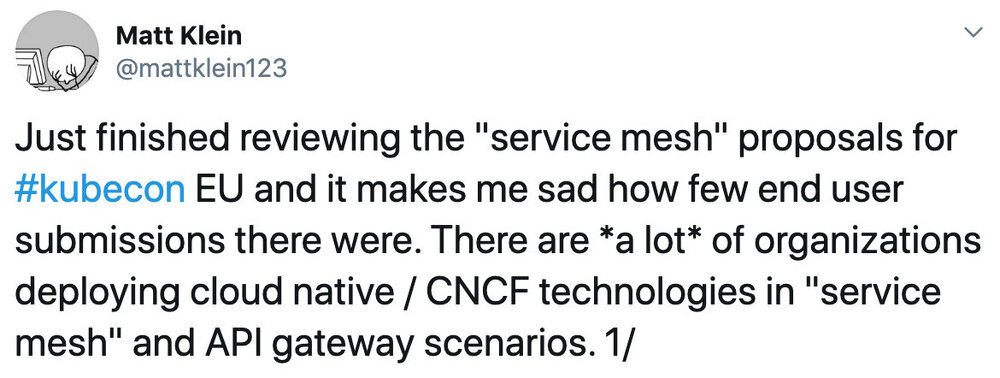 Matt Klein
@mattklein123
Just finished reviewing the "service mesh" proposals for
#kubecon EU and it makes me sad how few end user
submissions there were. There are *a lot* of organizations
deploying cloud native / CNCF technologies in "service
mesh" and API gateway scenarios. 1/